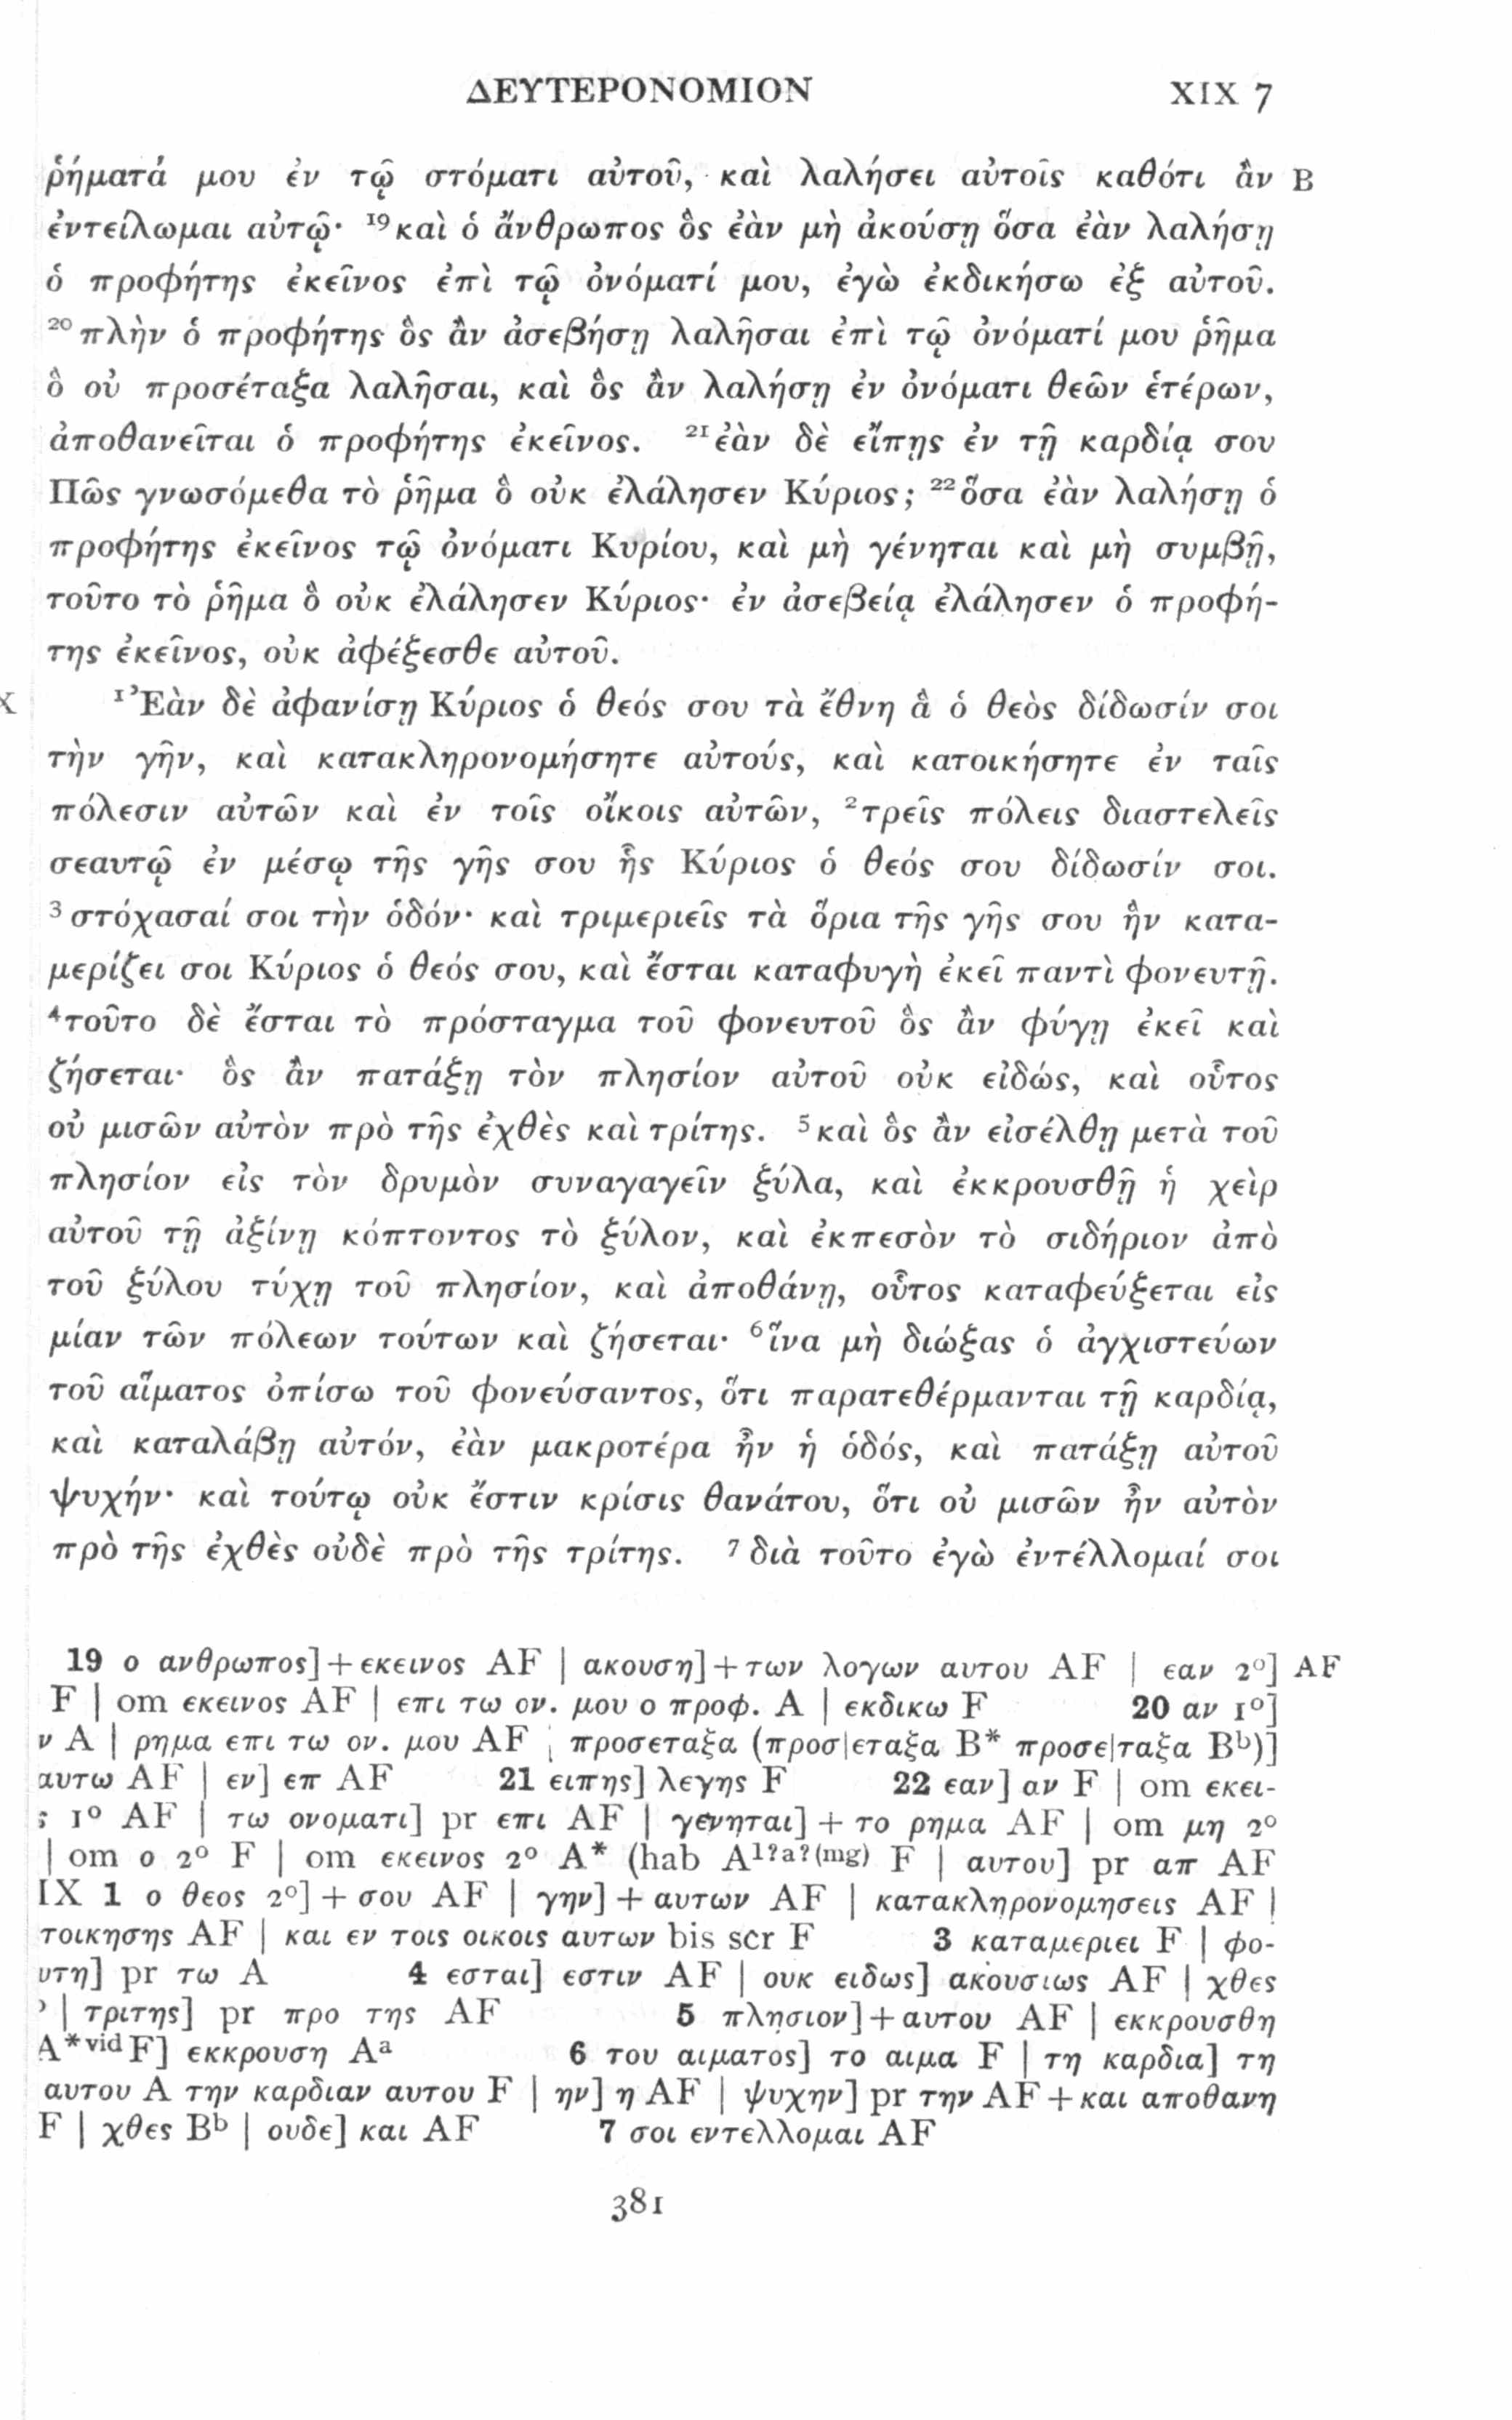 ΔΕΥΤΕΡΟΝΟΜΙΟΝ XIX 7
ῥήματά μου ἐν τῷ στόματι αὐτοῦ, καὶ λαλήσει αὐτοῖς καθότι ἂν B
ἐντείλωμαι αὐτῷ· ¹⁹καὶ ὁ ἄνθρωπος ὃς ἐὰν μὴ ἀκούσῃ ὅσα ἐὰν λαλήσῃ
ὁ προφήτης ἐκεῖνος ἐπὶ τῷ ὀνόματί μου, ἐγὼ ἐκδικήσω ἐξ αὐτοῦ.
²⁰πλὴν ὁ προφήτης ὃς ἂν ἀσεβήσῃ λαλῆσαι ἐπὶ τῷ ὀνόματί μου ῥῆμα
ὃ οὐ προσέταξα λαλῆσαι, καὶ ὃς ἂν λαλήσῃ ἐν ὀνόματι θεῶν ἑτέρων,
ἀποθανεῖται ὁ προφήτης ἐκεῖνος. ²¹ἐὰν δὲ εἴπῃς ἐν τῇ καρδίᾳ σου
Πῶς γνωσόμεθα τὸ ῥῆμα ὃ οὐκ ἐλάλησεν Κύριος; ²²ὅσα ἐὰν λαλήσῃ ὁ
προφήτης ἐκεῖνος τῷ ὀνόματι Κυρίου, καὶ μὴ γένηται καὶ μὴ συμβῇ,
τοῦτο τὸ ῥῆμα ὃ οὐκ ἐλάλησεν Κύριος· ἐν ἀσεβείᾳ ἐλάλησεν ὁ προφή-
της ἐκεῖνος, οὐκ ἀφέξεσθε αὐτοῦ.
X ¹Ἐὰν δὲ ἀφανίσῃ Κύριος ὁ θεός σου τὰ ἔθνη ἃ ὁ θεὸς δίδωσίν σοι
τὴν γῆν, καὶ κατακληρονομήσητε αὐτούς, καὶ κατοικήσητε ἐν ταῖς
πόλεσιν αὐτῶν καὶ ἐν τοῖς οἴκοις αὐτῶν, ²τρεῖς πόλεις διαστελεῖς
σεαυτῷ ἐν μέσῳ τῆς γῆς σου ἧς Κύριος ὁ θεός σου δίδωσίν σοι.
³στόχασαί σοι τὴν ὁδόν· καὶ τριμεριεῖς τὰ ὅρια τῆς γῆς σου ἣν κατα-
μερίζει σοι Κύριος ὁ θεός σου, καὶ ἔσται καταφυγὴ ἐκεῖ παντὶ φονευτῇ.
⁴τοῦτο δὲ ἔσται τὸ πρόσταγμα τοῦ φονευτοῦ ὃς ἂν φύγῃ ἐκεῖ καὶ
ζήσεται· ὃς ἂν πατάξῃ τὸν πλησίον αὐτοῦ οὐκ εἰδώς, καὶ οὗτος
οὐ μισῶν αὐτὸν πρὸ τῆς ἐχθὲς καὶ τρίτης. ⁵καὶ ὃς ἂν εἰσέλθῃ μετὰ τοῦ
πλησίον εἰς τὸν δρυμὸν συναγαγεῖν ξύλα, καὶ ἐκκρουσθῇ ἡ χεὶρ
αὐτοῦ τῇ ἀξίνῃ κόπτοντος τὸ ξύλον, καὶ ἐκπεσὸν τὸ σιδήριον ἀπὸ
τοῦ ξύλου τύχῃ τοῦ πλησίον, καὶ ἀποθάνῃ, οὗτος καταφεύξεται εἰς
μίαν τῶν πόλεων τούτων καὶ ζήσεται· ⁶ἵνα μὴ διώξας ὁ ἀγχιστεύων
τοῦ αἵματος ὀπίσω τοῦ φονεύσαντος, ὅτι παρατεθέρμανται τῇ καρδίᾳ,
καὶ καταλάβῃ αὐτόν, ἐὰν μακροτέρα ἦν ἡ ὁδός, καὶ πατάξῃ αὐτοῦ
ψυχήν· καὶ τούτῳ οὐκ ἔστιν κρίσις θανάτου, ὅτι οὐ μισῶν ἦν αὐτὸν
πρὸ τῆς ἐχθὲς οὐδὲ πρὸ τῆς τρίτης. ⁷διὰ τοῦτο ἐγὼ ἐντέλλομαί σοι
19 ο ανθρωπος] + εκεινος AF | ακουση] + των λογων αυτου AF | εαν 2º] AF
F | om εκεινος AF | επι τω ον. μου ο προφ. A | εκδικω F 20 αν 1º]
ν A | ρημα επι τω ον. μου AF | προσεταξα (προσ|εταξα B* προσε|ταξα Bᵇ)]
αυτω AF | εν] επ AF 21 ειπης] λεγης F 22 εαν] αν F | om εκει-
ς 1º AF | τω ονοματι] pr επι AF | γενηται] + το ρημα AF | om μη 2º
| om ο 2º F | om εκεινος 2º A* (hab A¹ˀᵃˀ⁽ᵐᵍ⁾ F | αυτου] pr απ AF
IX 1 ο θεος 2º] + σου AF | γην] + αυτων AF | κατακληρονομησεις AF |
τοικησης AF | και εν τοις οικοις αυτων bis scr F 3 καταμεριει F | φο-
υτη] pr τω A 4 εσται] εστιν AF | ουκ ειδως] ακουσιως AF | χθες
| τριτης] pr προ της AF 5 πλησιον] + αυτου AF | εκκρουσθη
A*ᵛⁱᵈ F] εκκρουση Aᵃ 6 του αιματος] το αιμα F | τη καρδια] τη
αυτου A την καρδιαν αυτου F | ην] η AF | ψυχην] pr την AF + και αποθανη
F | χθες Bᵇ | ουδε] και AF 7 σοι εντελλομαι AF
381